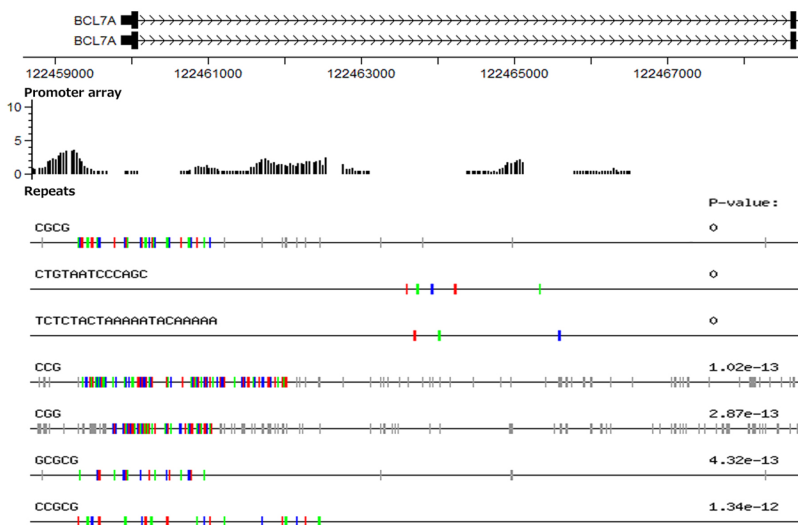 BCL7A
BCL7A
122459000 122461000 122463000 122465000 122467000
Promoter array
10
5
0
Repeats
P-value:
CGCG 0
CTGTAATCCCAGC 0
TCTCTACTAAAAATACAAAAA 0
CCG 1.02e-13
CGG 2.87e-13
GCGCG 4.32e-13
CCGCG 1.34e-12